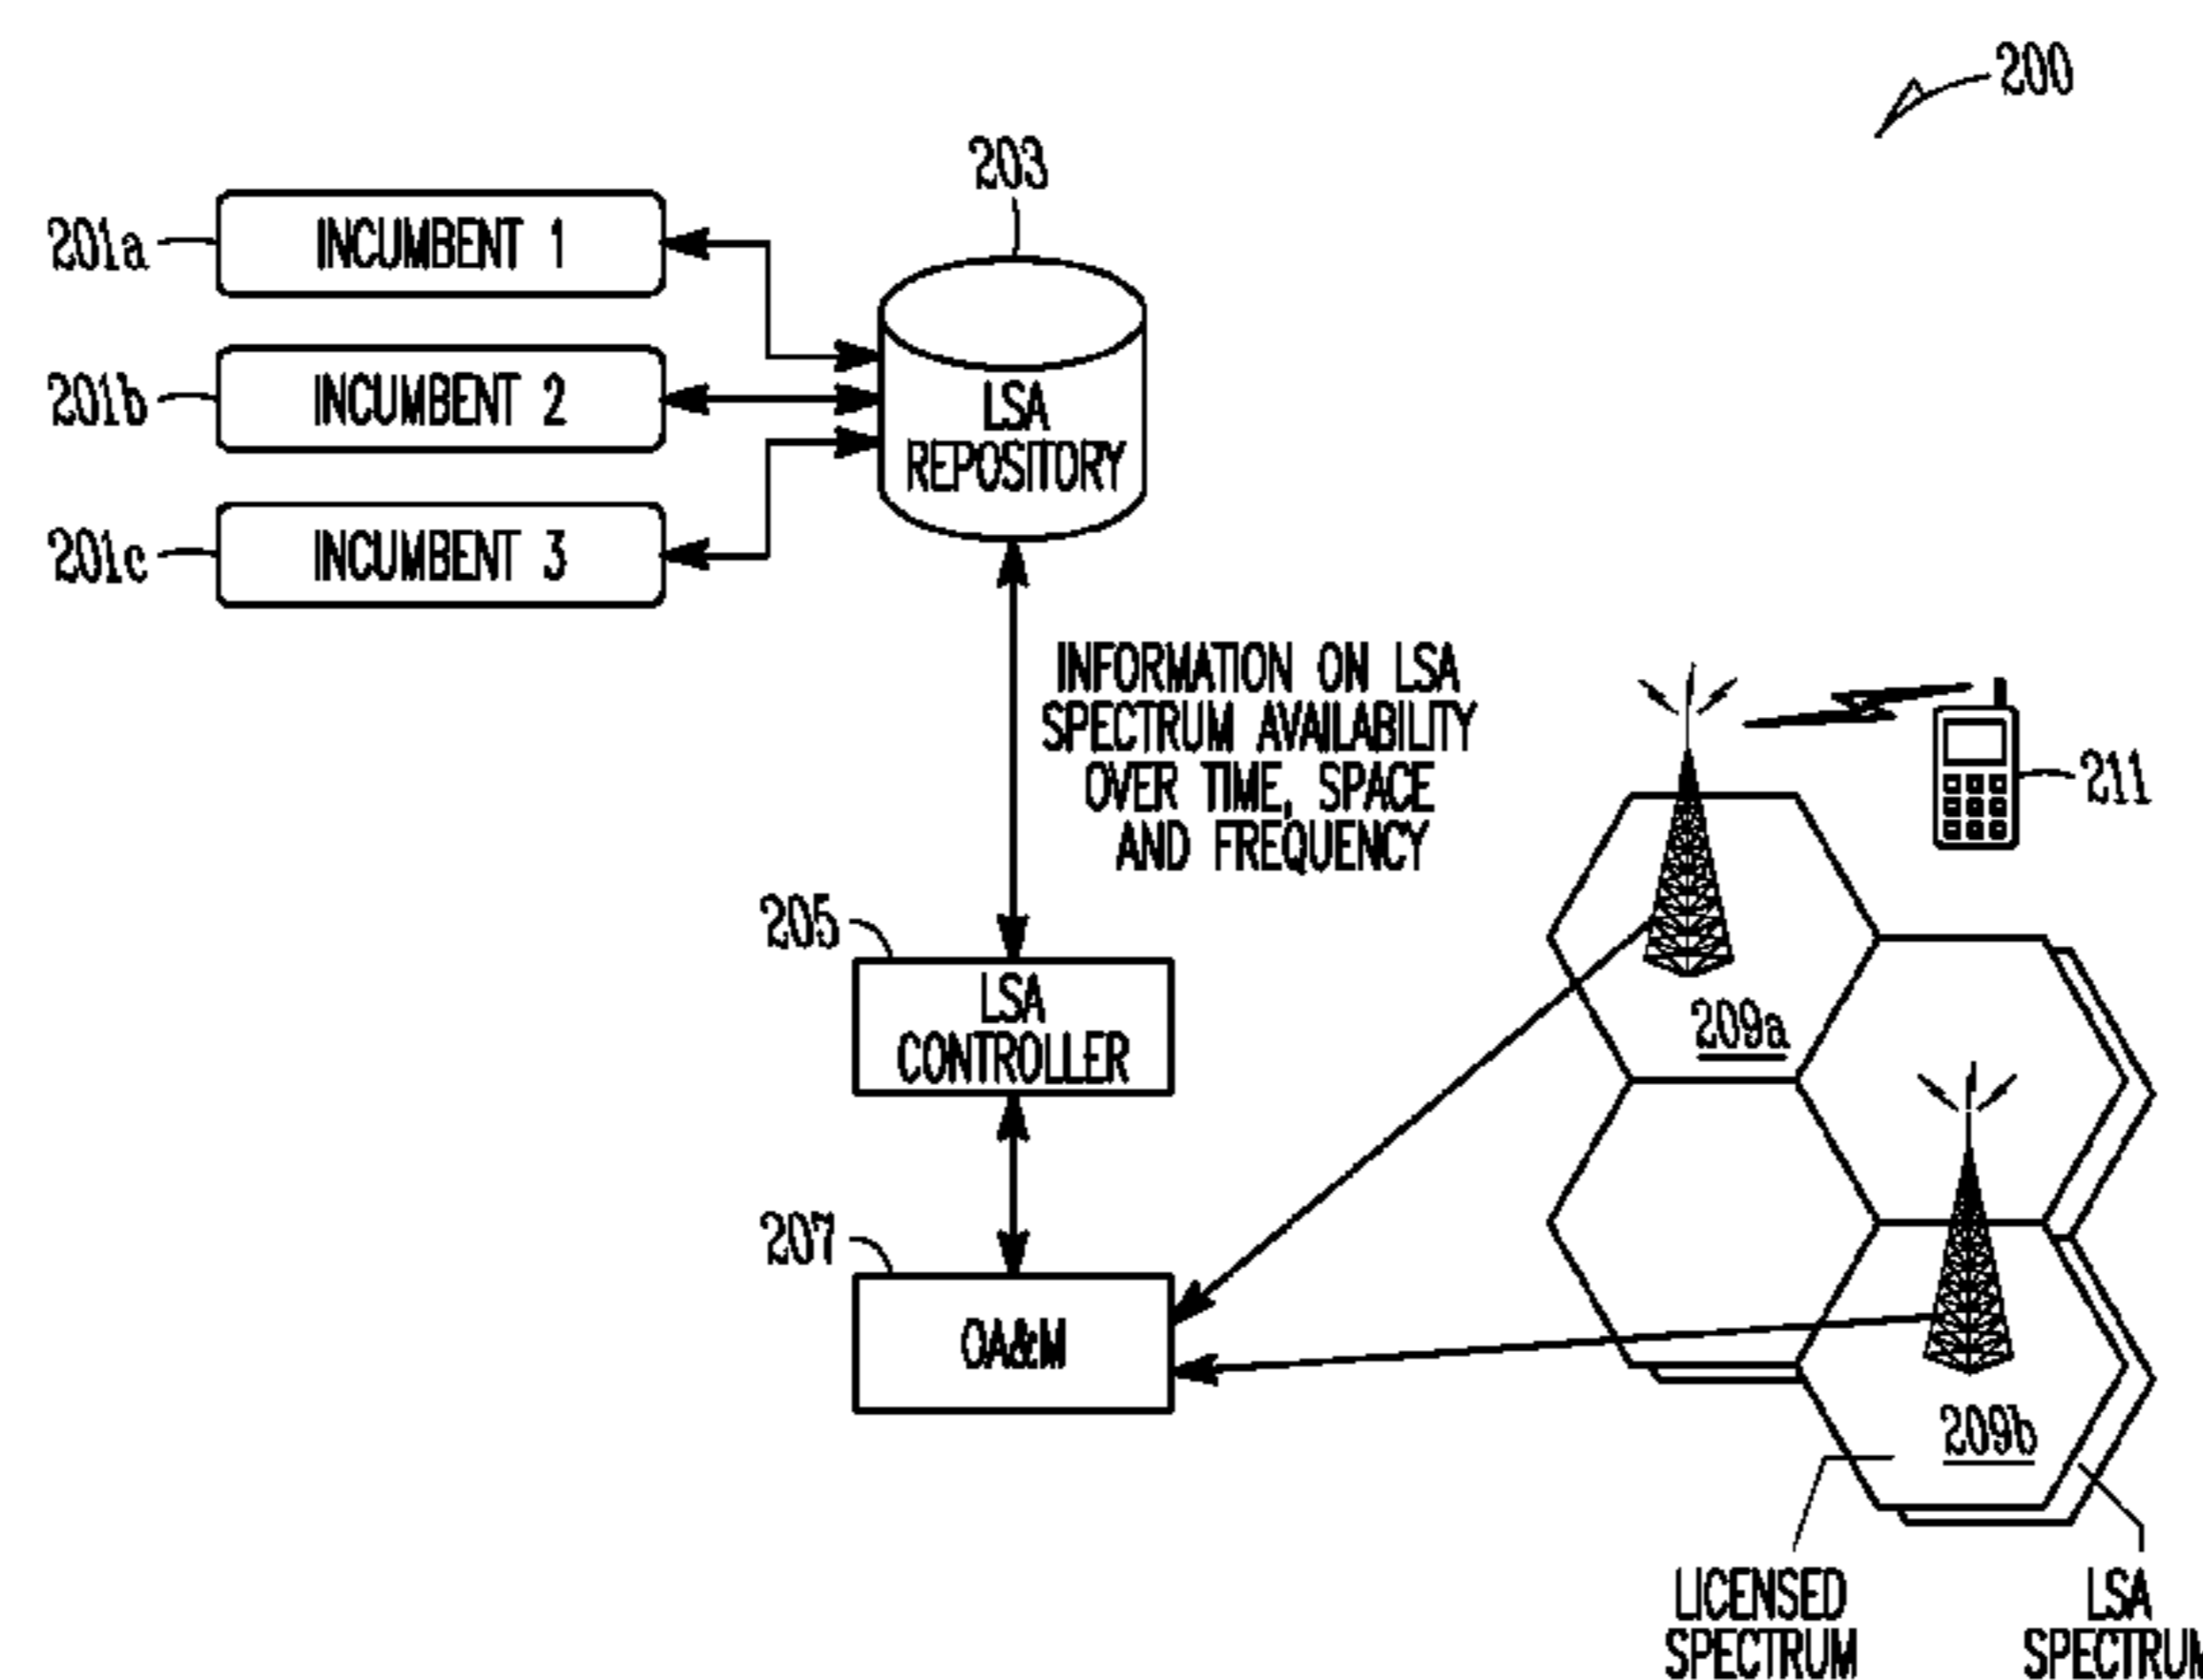 200
203
201a
INCUMBENT 1
201b
INCUMBENT 2
201c
INCUMBENT 3
LSA
REPOSITORY
INFORMATION ON LSA
SPECTRUM AVAILABILITY
OVER TIME, SPACE
AND FREQUENCY
211
205
LSA
CONTROLLER
209a
207
OA&M
209b
LICENSED
SPECTRUM
LSA
SPECTRUM